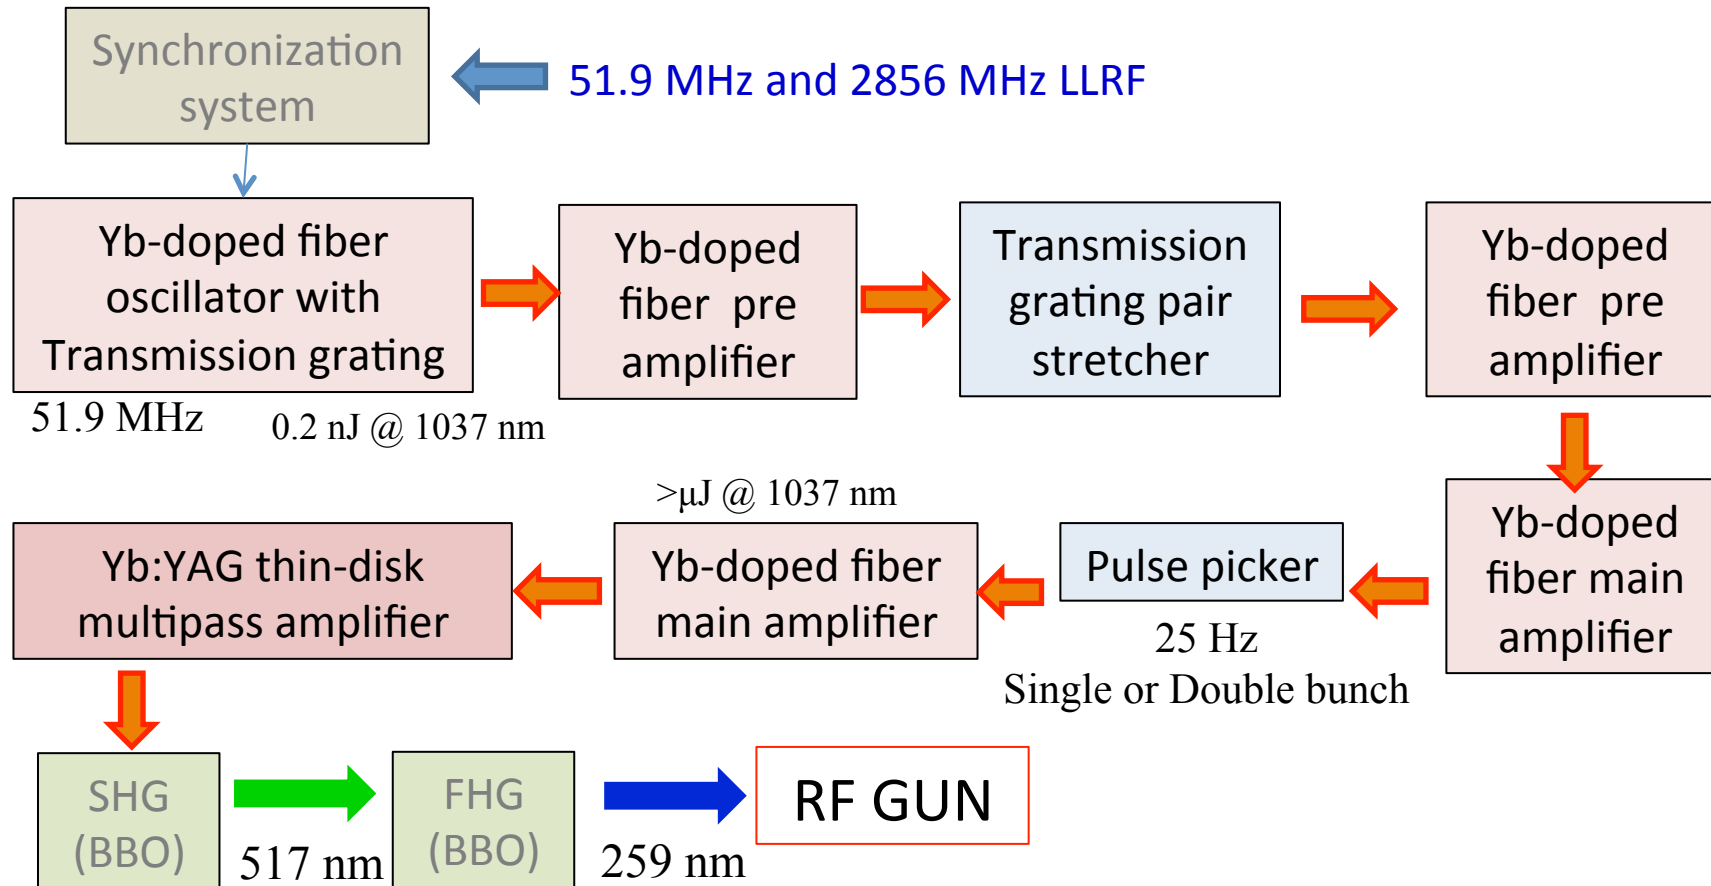 Synchronization
system
51.9 MHz and 2856 MHz LLRF
Yb-doped fiber
oscillator with
Transmission grating
51.9 MHz
0.2 nJ @ 1037 nm
Yb-doped
fiber pre
amplifier
Transmission
grating pair
stretcher
Yb-doped
fiber pre
amplifier
Yb-doped
fiber main
amplifier
Pulse picker
25 Hz
Single or Double bunch
>μJ @ 1037 nm
Yb-doped fiber
main amplifier
Yb:YAG thin-disk
multipass amplifier
SHG
(BBO)
517 nm
FHG
(BBO)
259 nm
RF GUN